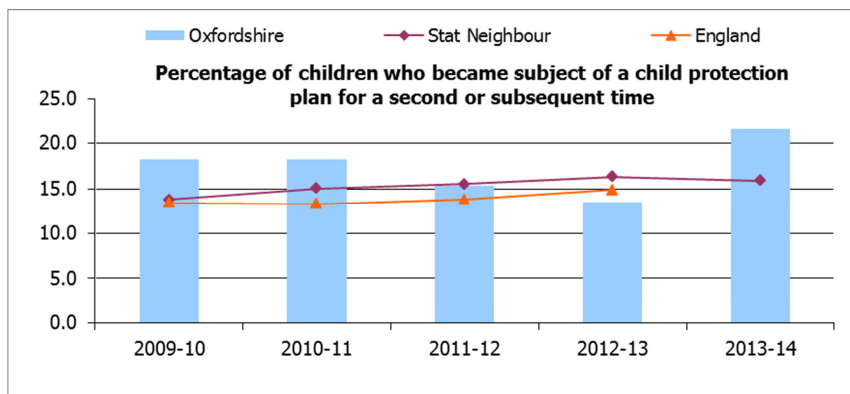 Oxfordshire Stat Neighbour England
Percentage of children who became subject of a child protection
plan for a second or subsequent time
25.0
20.0
15.0
10.0
5.0
0.0
2009-10 2010-11 2011-12 2012-13 2013-14